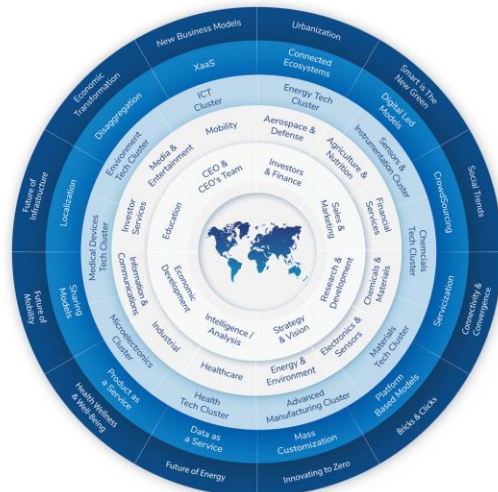 New Business Models
Urbanization
Smart is The
New Green
Social Trends
Connectivity &
Convergence
Bricks & Clicks
Innovating to Zero
Future of Energy
Health Wellness
& Well-Being
Future of
Mobility
Future of
Infrastructure
Economic
Transformation
XaaS
Connected
Ecosystems
Digital Led
Models
CrowdSourcing
Servicization
Platform
Based Models
Mass
Customization
Data as
a Service
Product as
a Service
Sharing
Models
Localization
Disaggregation
ICT
Cluster
Energy Tech
Cluster
Sensors &
Instrumentation Cluster
Chemcials
Tech Cluster
Materials
Tech Cluster
Advanced
Manufacturing Cluster
Health
Tech Cluster
Microelectronics
Cluster
Medical Devices
Tech Cluster
Environment
Tech Cluster
Mobility
Aerospace &
Defense
Agriculture &
Nutrition
Financial
Services
Chemicals &
Materials
Electronics &
Sensors
Energy &
Environment
Healthcare
Industrial
Information &
Communications
Investor
Services
Media &
Entertainment
CEO &
CEO's Team
Investors
& Finance
Sales &
Marketing
Research &
Development
Strategy
& Vision
Intelligence /
Analysis
Economic
Development
Education